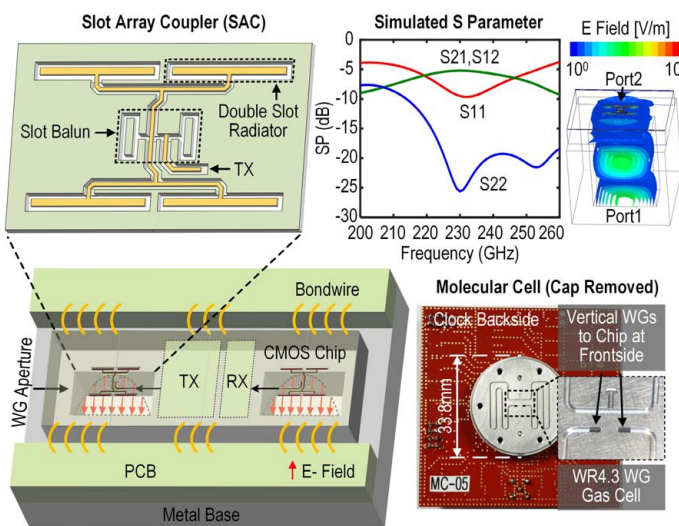 Slot Array Coupler (SAC)
Slot Balun
Double Slot
Radiator
TX
Simulated S Parameter
SP (dB)
0
-5
-10
-15
-20
-25
-30
S21,S12
S11
S22
200
210
220
230
240
250
260
Frequency (GHz)
E Field [V/m]
10⁰
10⁴
Port2
Port1
Bondwire
WG Aperture
TX
RX
CMOS Chip
PCB
E- Field
Metal Base
Molecular Cell (Cap Removed)
Clock Backside
Vertical WGs
to Chip at
Frontside
33.8mm
MC-05
WR4.3 WG
Gas Cell